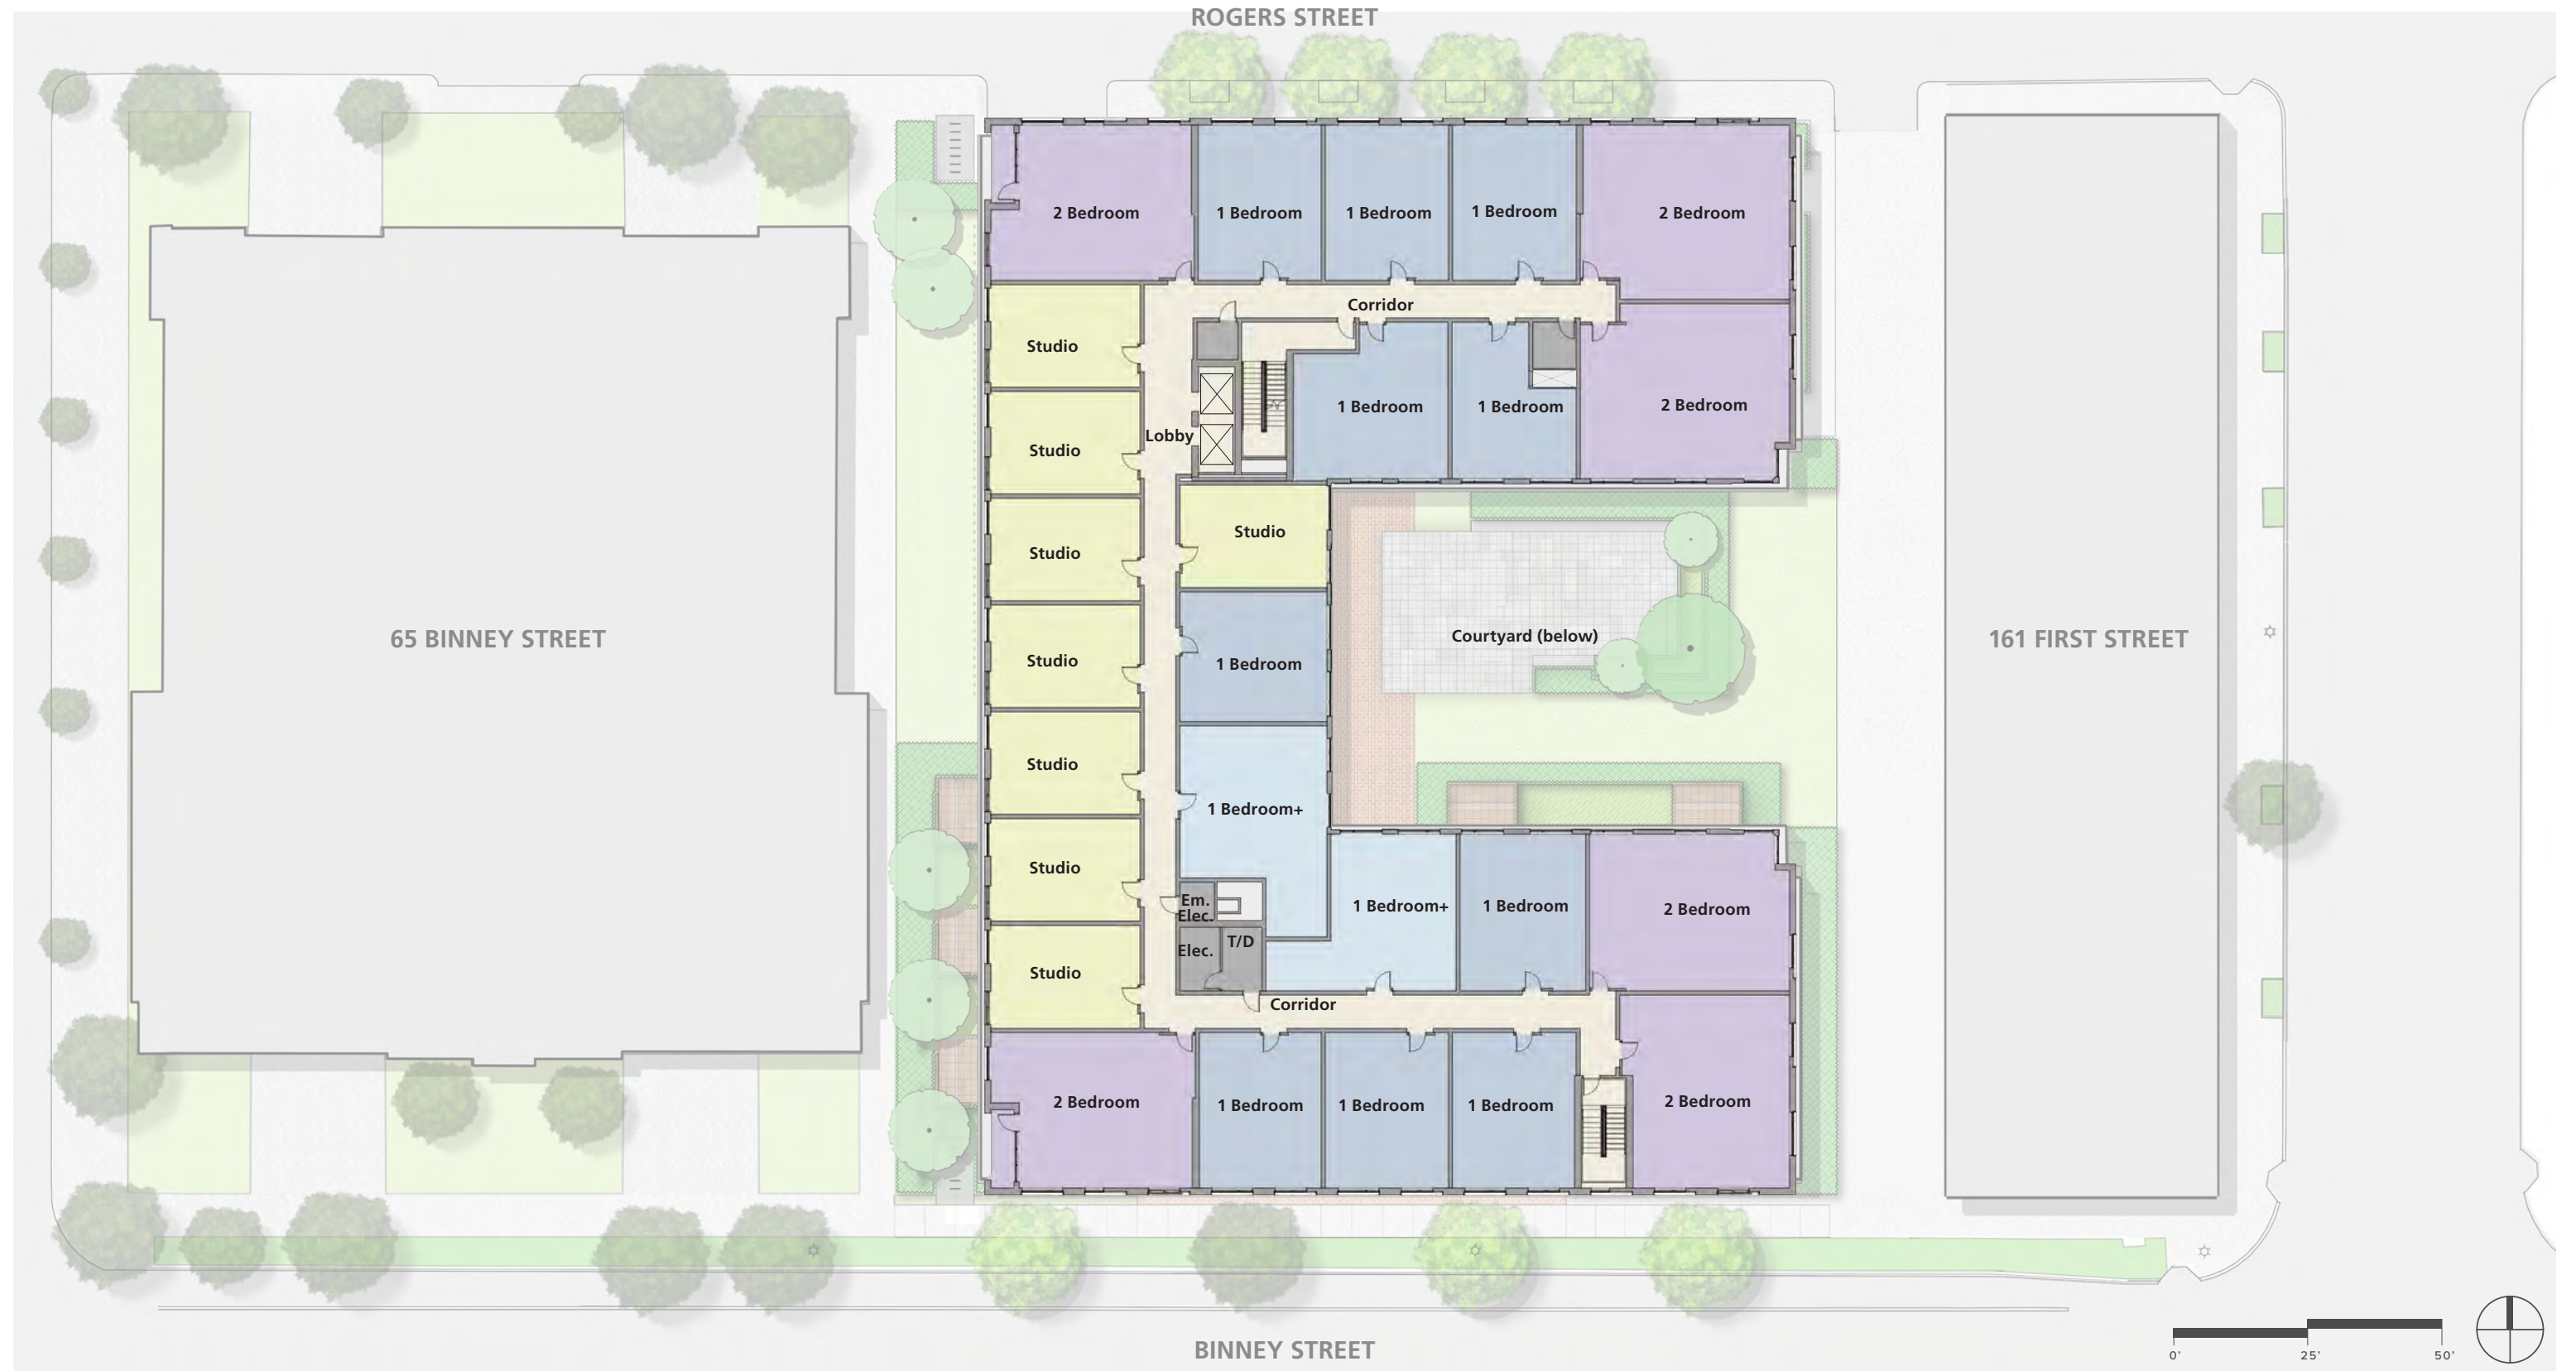 ROGERS STREET
2 Bedroom
1 Bedroom
1 Bedroom
1 Bedroom
2 Bedroom
Corridor
Studio
1 Bedroom
1 Bedroom
2 Bedroom
Lobby
Studio
Studio
Studio
65 BINNEY STREET
Courtyard (below)
161 FIRST STREET
Studio
1 Bedroom
Studio
1 Bedroom+
Studio
Em.
Elec.
1 Bedroom+
1 Bedroom
2 Bedroom
Elec.
T/D
Studio
Corridor
2 Bedroom
1 Bedroom
1 Bedroom
1 Bedroom
2 Bedroom
BINNEY STREET
0'
25'
50'